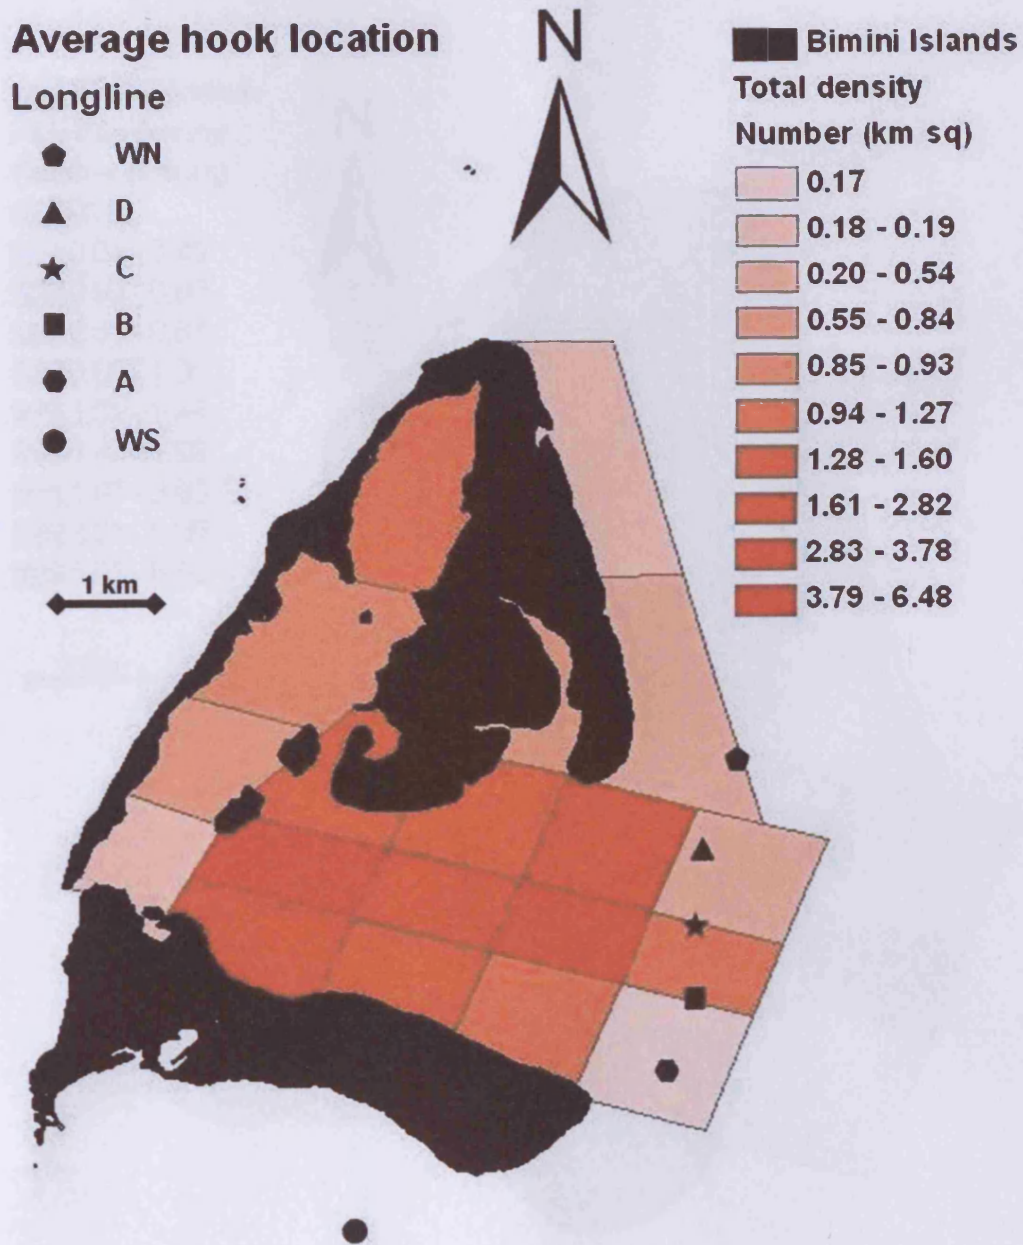 Average hook location
Longline
WN
D
C
B
A
WS
N
1 km
Bimini Islands
Total density
Number (km sq)
0.17
0.18 - 0.19
0.20 - 0.54
0.55 - 0.84
0.85 - 0.93
0.94 - 1.27
1.28 - 1.60
1.61 - 2.82
2.83 - 3.78
3.79 - 6.48